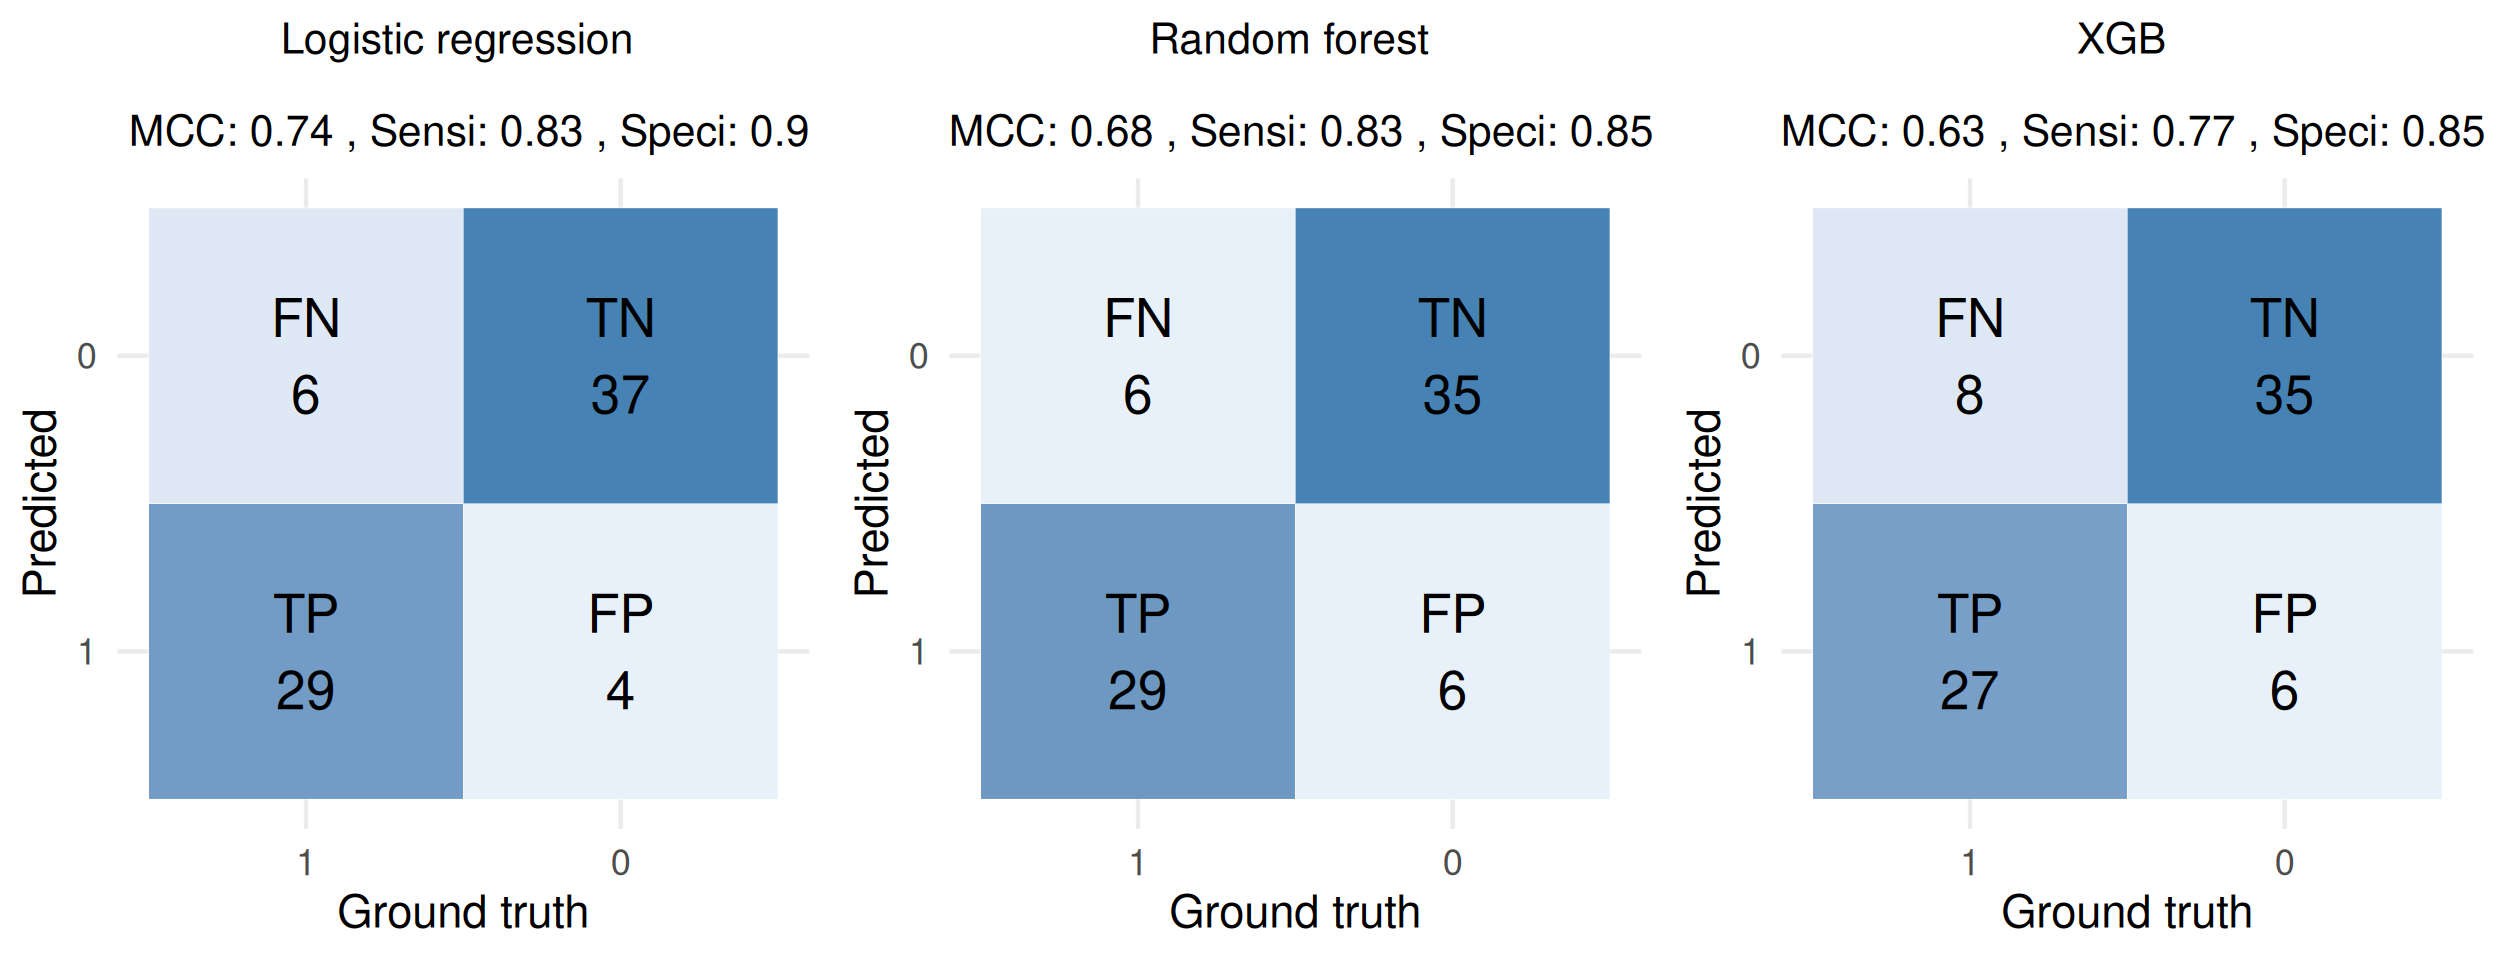 Logistic regression
MCC: 0.74 , Sensi: 0.83 , Speci: 0.9
Predicted
0
1
FN
6
TN
37
TP
29
FP
4
1
0
Ground truth
Random forest
MCC: 0.68 , Sensi: 0.83 , Speci: 0.85
Predicted
0
1
FN
6
TN
35
TP
29
FP
6
1
0
Ground truth
XGB
MCC: 0.63 , Sensi: 0.77 , Speci: 0.85
Predicted
0
1
FN
8
TN
35
TP
27
FP
6
1
0
Ground truth